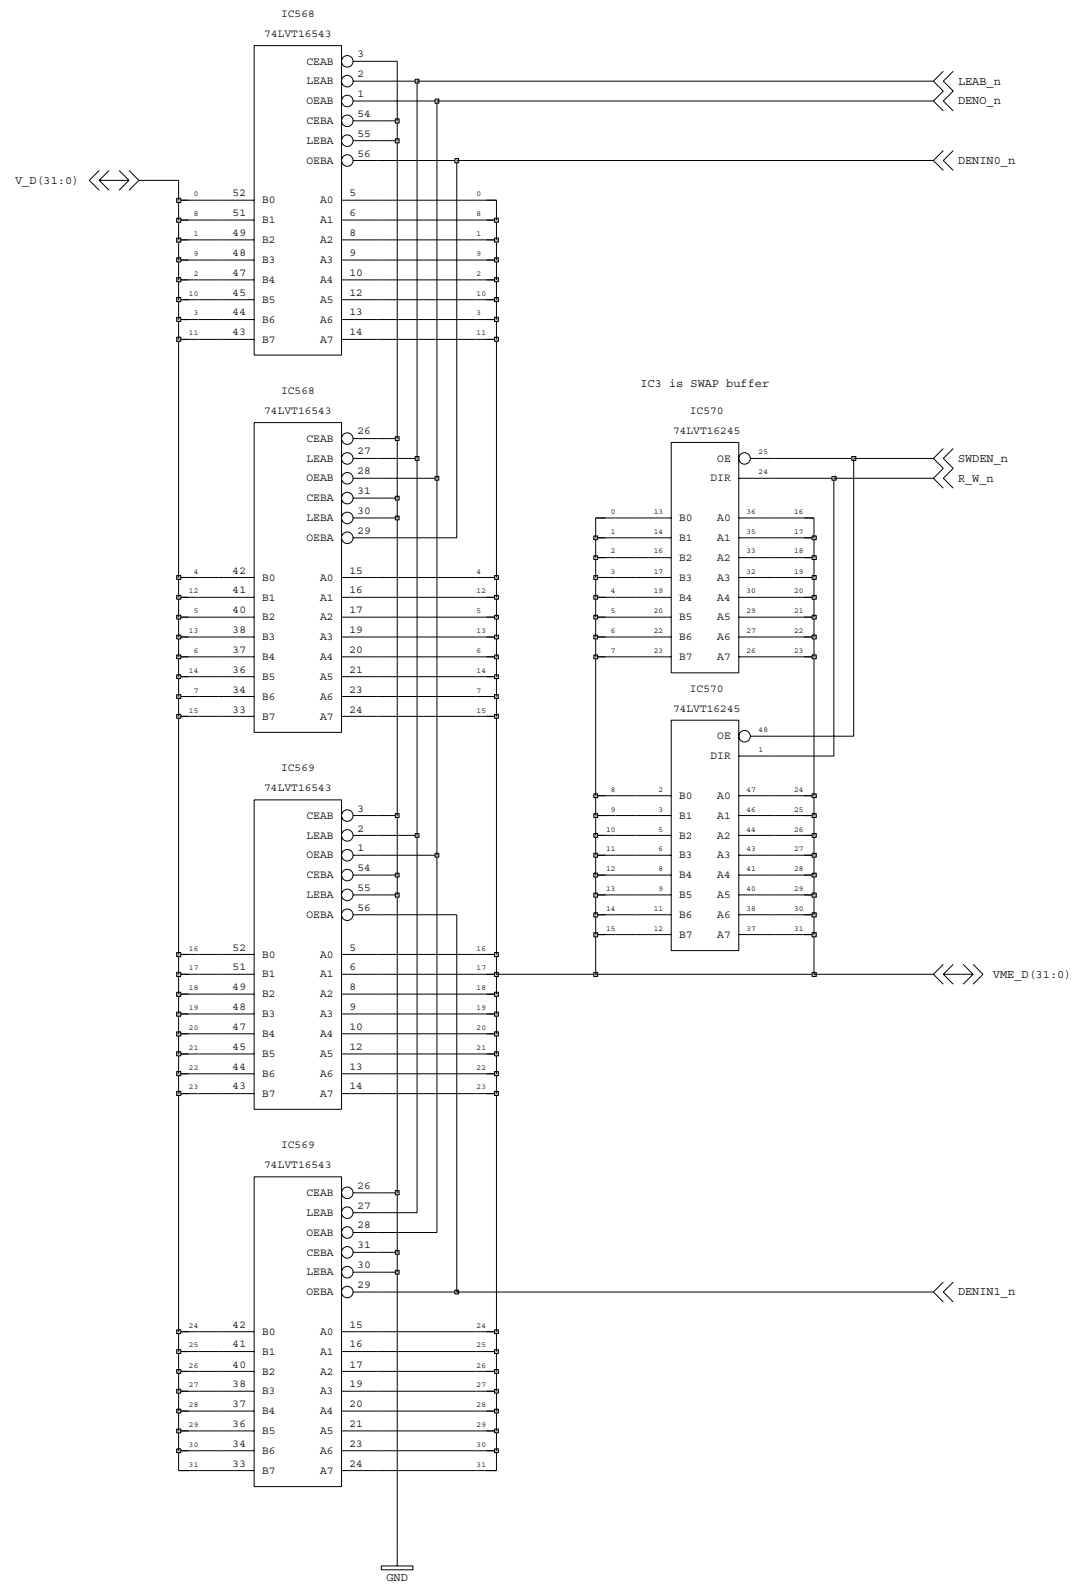 IC568
74LVT16543
CEAB 3
LEAB 2
OEAB 1
CEBA 54
LEBA 55
OEBA 56
LEAB_n
DENO_n
DENIN0_n
V_D(31:0)
0 52 B0 A0 5 0
8 51 B1 A1 6 8
1 49 B2 A2 8 1
9 48 B3 A3 9 9
2 47 B4 A4 10 2
10 45 B5 A5 12 10
3 44 B6 A6 13 3
11 43 B7 A7 14 11
IC568
74LVT16543
CEAB 26
LEAB 27
OEAB 28
CEBA 31
LEBA 30
OEBA 29
4 42 B0 A0 15 4
12 41 B1 A1 16 12
5 40 B2 A2 17 5
13 38 B3 A3 19 13
6 37 B4 A4 20 6
14 36 B5 A5 21 14
7 34 B6 A6 23 7
15 33 B7 A7 24 15
IC3 is SWAP buffer
IC570
74LVT16245
OE 25
DIR 24
SWDEN_n
R_W_n
0 13 B0 A0 36 16
1 14 B1 A1 35 17
2 16 B2 A2 33 18
3 17 B3 A3 32 19
4 19 B4 A4 30 20
5 20 B5 A5 29 21
6 22 B6 A6 27 22
7 23 B7 A7 26 23
IC570
74LVT16245
OE 48
DIR 1
8 2 B0 A0 47 24
9 3 B1 A1 46 25
10 5 B2 A2 44 26
11 6 B3 A3 43 27
12 8 B4 A4 41 28
13 9 B5 A5 40 29
14 11 B6 A6 38 30
15 12 B7 A7 37 31
VME_D(31:0)
IC569
74LVT16543
CEAB 3
LEAB 2
OEAB 1
CEBA 54
LEBA 55
OEBA 56
16 52 B0 A0 5 16
17 51 B1 A1 6 17
18 49 B2 A2 8 18
19 48 B3 A3 9 19
20 47 B4 A4 10 20
21 45 B5 A5 12 21
22 44 B6 A6 13 22
23 43 B7 A7 14 23
IC569
74LVT16543
CEAB 26
LEAB 27
OEAB 28
CEBA 31
LEBA 30
OEBA 29
DENIN1_n
24 42 B0 A0 15 24
25 41 B1 A1 16 25
26 40 B2 A2 17 26
27 38 B3 A3 19 27
28 37 B4 A4 20 28
29 36 B5 A5 21 29
30 34 B6 A6 23 30
31 33 B7 A7 24 31
GND